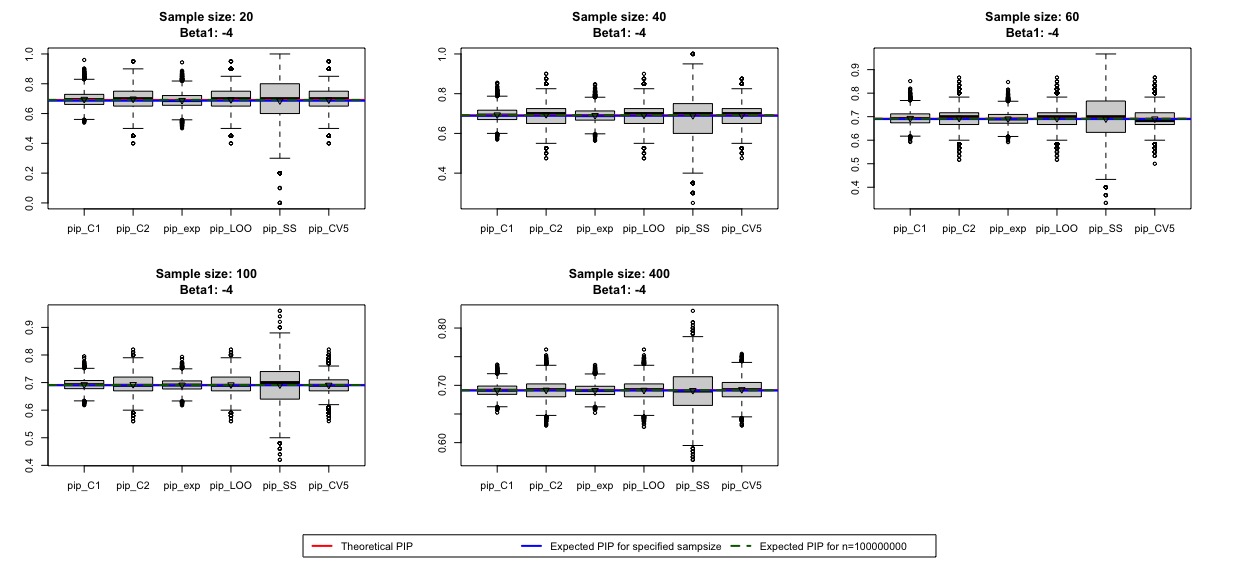 Sample size: 20
Beta1: -4
1.0
0.8
0.6
0.4
0.2
0.0
pip_C1 pip_C2 pip_exp pip_LOO pip_SS pip_CV5
Sample size: 40
Beta1: -4
1.0
0.8
0.6
0.4
pip_C1 pip_C2 pip_exp pip_LOO pip_SS pip_CV5
Sample size: 60
Beta1: -4
0.9
0.8
0.7
0.6
0.5
0.4
pip_C1 pip_C2 pip_exp pip_LOO pip_SS pip_CV5
Sample size: 100
Beta1: -4
0.9
0.8
0.7
0.6
0.5
0.4
pip_C1 pip_C2 pip_exp pip_LOO pip_SS pip_CV5
Sample size: 400
Beta1: -4
0.80
0.70
0.60
pip_C1 pip_C2 pip_exp pip_LOO pip_SS pip_CV5
Theoretical PIP Expected PIP for specified sampsize Expected PIP for n=100000000